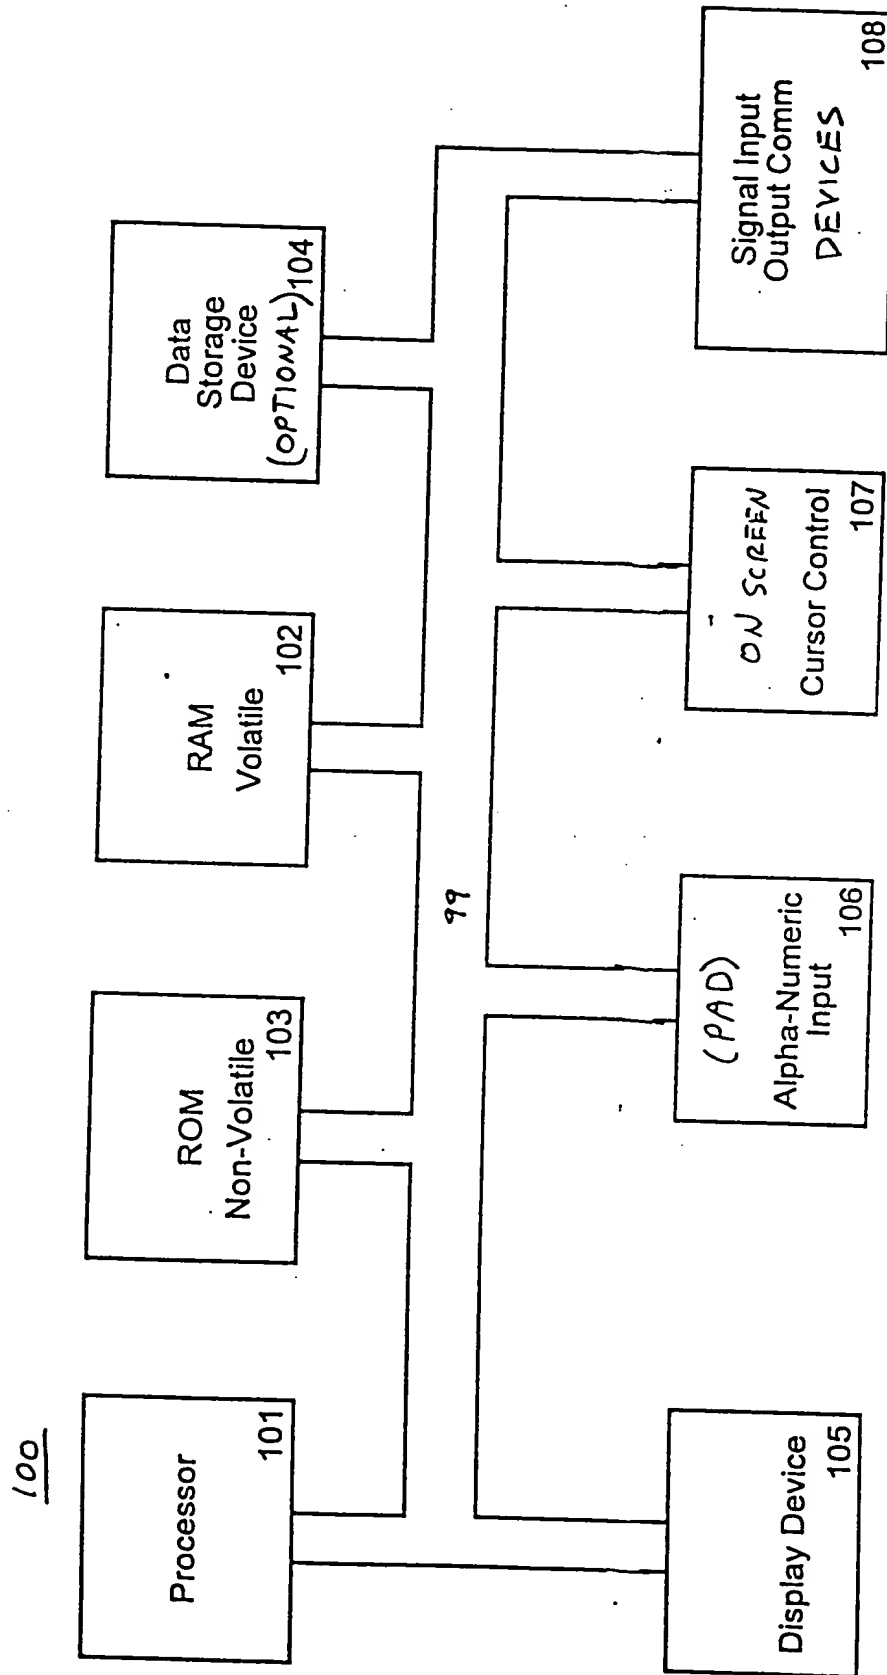 100
Processor
101
ROM
Non-Volatile
103
RAM
Volatile
102
Data
Storage
Device
(OPTIONAL)
104
99
Display Device
105
(PAD)
Alpha-Numeric
Input
106
ON SCREEN
Cursor Control
107
Signal Input
Output Comm
DEVICES
108